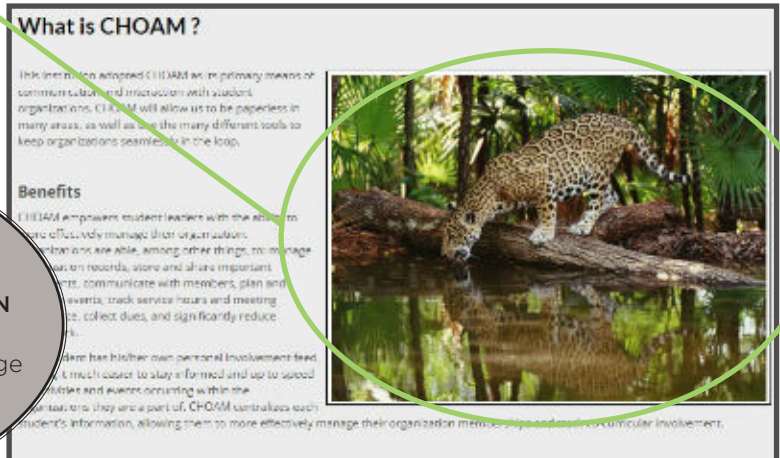 What is CHOAM ?
This institution adopted CHOAM as its primary means of
communication and interaction with student
organizations. CHOAM will allow us to be paperless in
many areas, as well as use the many different tools to
keep organizations seamlessly in the loop.
Benefits
CHOAM empowers student leaders with the ability to
more effectively manage their organization.
organizations are able, among other things, to: manage
records, store and share important
communicate with members, plan and
events, track service hours and meeting
collect dues, and significantly reduce
N
has his/her own personal involvement feed
ge
much easier to stay informed and up to speed
and events occurring within the
organizations they are a part of. CHOAM centralizes each
student's information, allowing them to more effectively manage their organization memberships and curricular involvement.